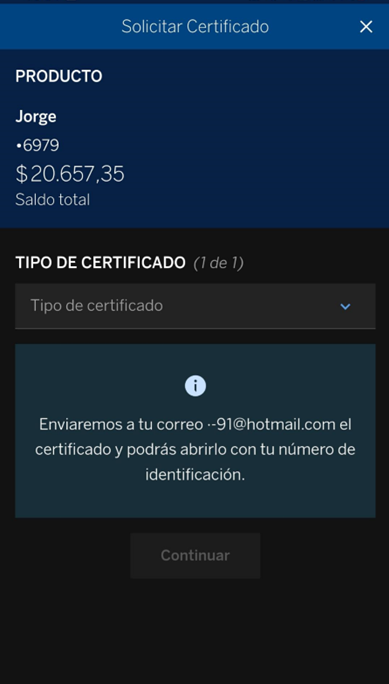 Solicitar Certificado
PRODUCTO
Jorge
•6979
$20.657,35
Saldo total
TIPO DE CERTIFICADO (1 de 1)
Tipo de certificado
Enviaremos a tu correo ·-91@hotmail.com el
certificado y podrás abrirlo con tu número de
identificación.
Continuar